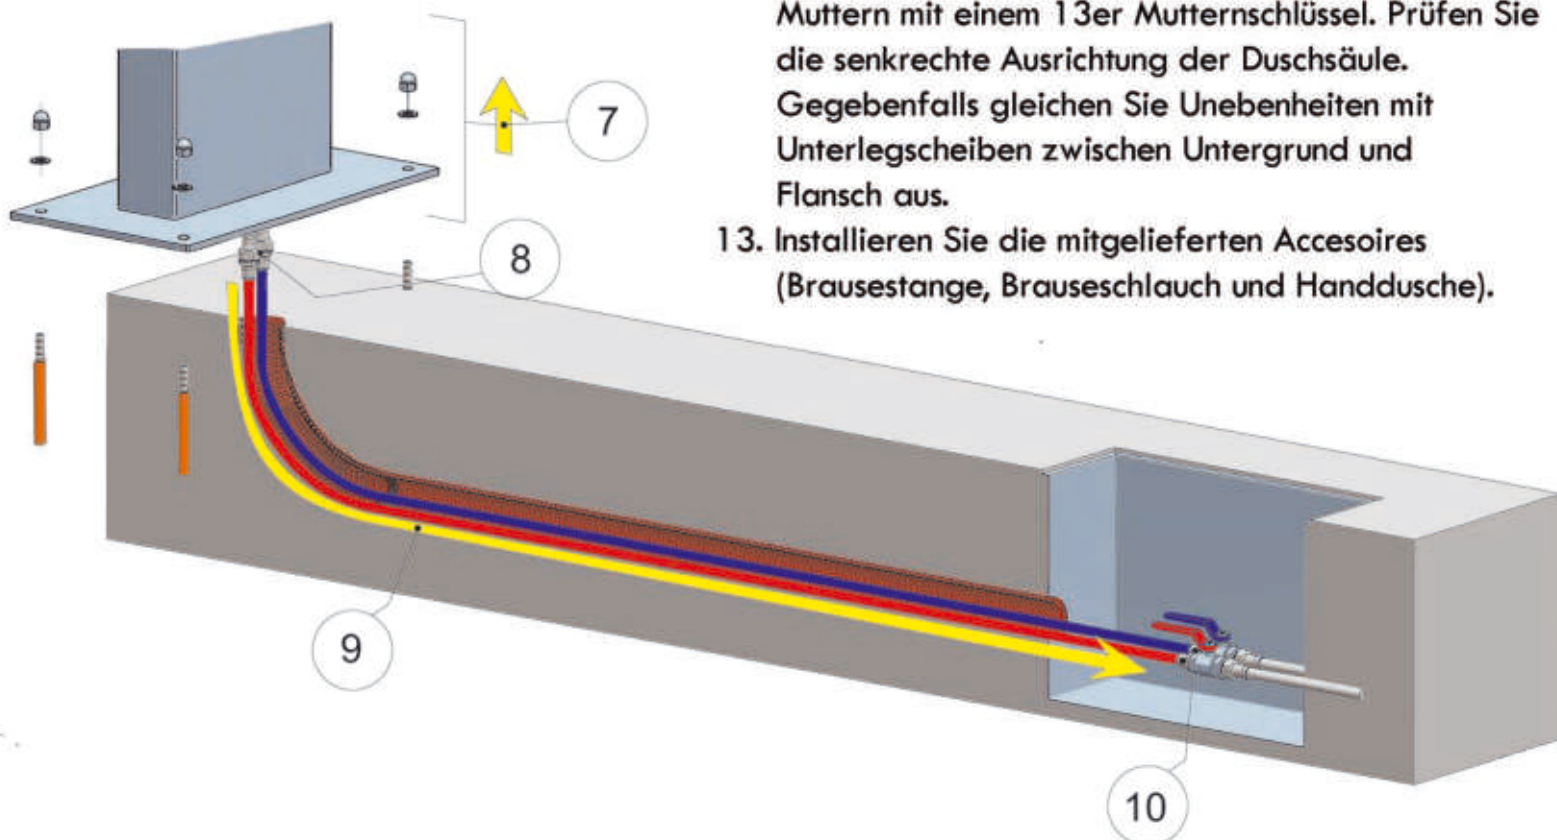 Muttern mit einem 13er Mutternschlüssel. Prüfen Sie
die senkrechte Ausrichtung der Duschsäule.
Gegebenfalls gleichen Sie Unebenheiten mit
Unterlegscheiben zwischen Untergrund und
Flansch aus.
13. Installieren Sie die mitgelieferten Accesoires
(Brausestange, Brauseschlauch und Handdusche).
7
8
9
10